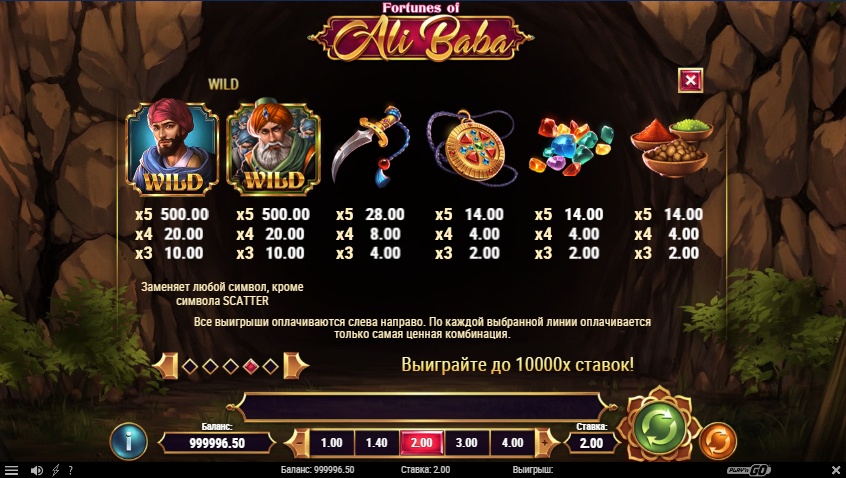 Fortunes of
Ali Baba
WILD
WILD WILD
x5 500.00 x5 500.00 x5 28.00 x5 14.00 x5 14.00 x5 14.00
x4 20.00 x4 20.00 x4 8.00 x4 4.00 x4 4.00 x4 4.00
x3 10.00 x3 10.00 x3 4.00 x3 2.00 x3 2.00 x3 2.00
Заменяет любой символ, кроме
символа SCATTER
Все выигрыши оплачиваются слева направо. По каждой выбранной линии оплачивается
только самая ценная комбинация.
Выиграйте до 10000x ставок!
Баланс: Ставка:
999996.50 − 1.00 1.40 2.00 3.00 4.00 + 2.00
? Баланс: 999996.50 Ставка: 2.00 Выигрыш: PLAY'N GO